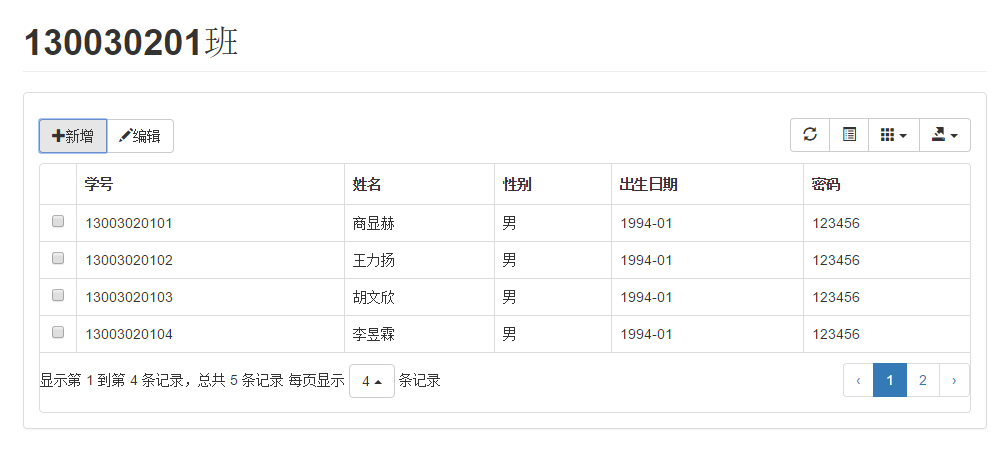 130030201班
新增 编辑
学号 姓名 性别 出生日期 密码
13003020101 商显赫 男 1994-01 123456
13003020102 王力扬 男 1994-01 123456
13003020103 胡文欣 男 1994-01 123456
13003020104 李昱霖 男 1994-01 123456
显示第 1 到第 4 条记录，总共 5 条记录 每页显示 4 条记录 ‹ 1 2 ›